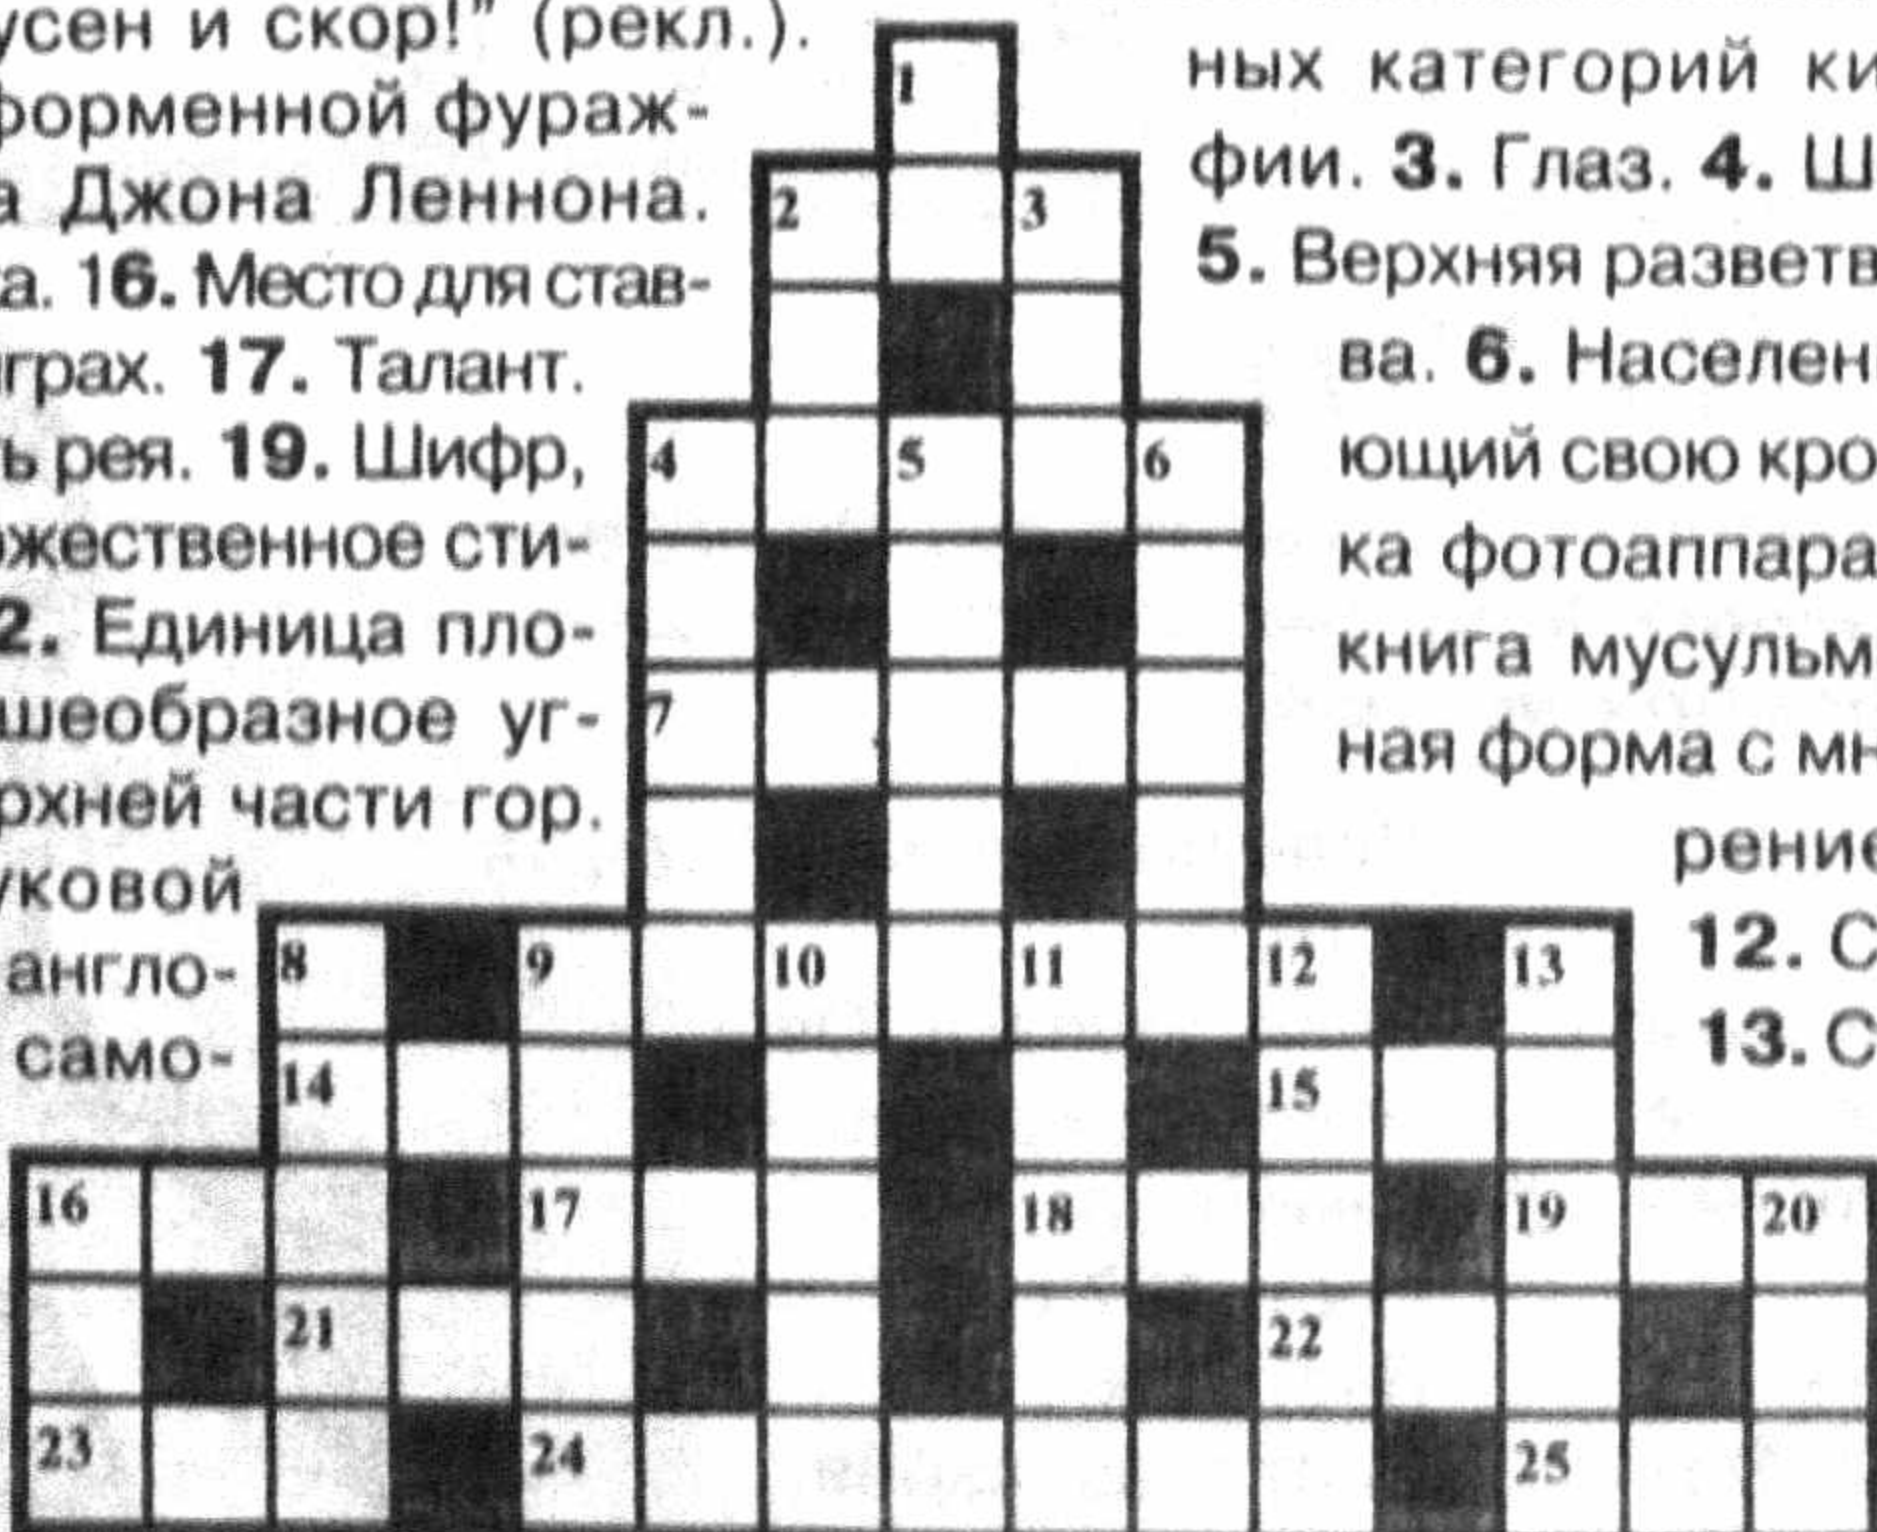 усен и скор!" (рекл.).
форменной фураж-
а Джона Леннона.
а. 16. Место для став-
играх. 17. Талант.
ь рея. 19. Шифр,
ожественное сти-
2. Единица пло-
шеобразное уг-
рхней части гор.
уковой
англо-
само-
ных категорий ки
фии. 3. Глаз. 4. Ш
5. Верхняя разветв
ва. 6. Населен
ющий свою кро
ка фотоаппара
книга мусульм
ная форма с мн
рение
12. С
13. С
1
2 3
4 5 6
7
8 9 10 11 12 13
14 15
16 17 18 19 20
21 22
23 24 25